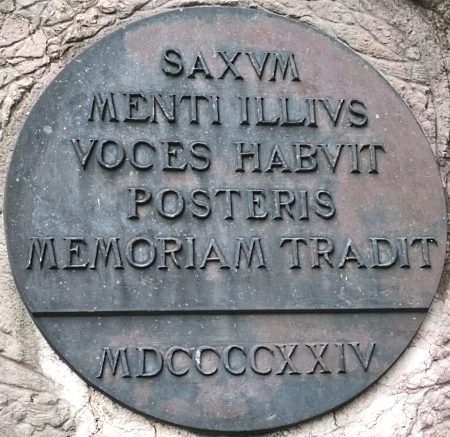 SAXVM
MENTI ILLIVS
VOCES HABVIT
POSTERIS
MEMORIAM TRADIT
MDCCCCXXIV